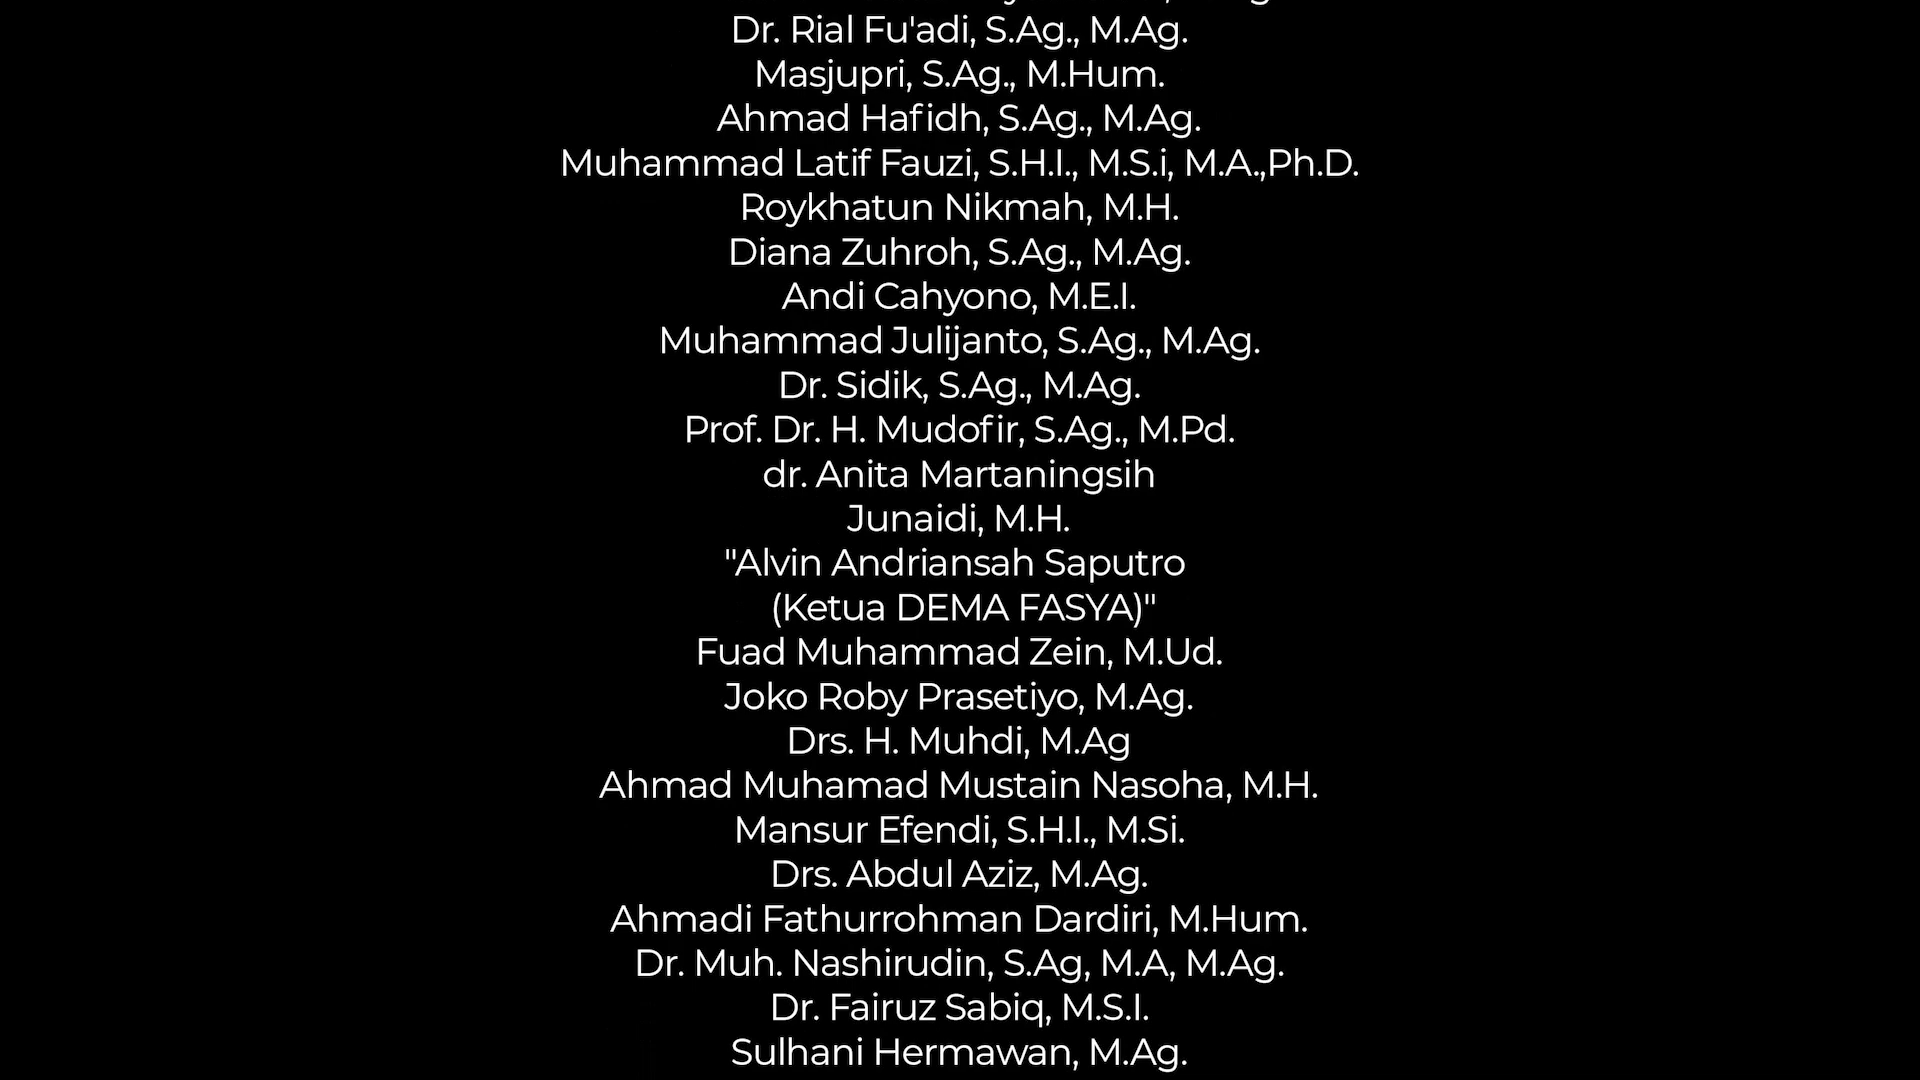 Dr. Rial Fu'adi, S.Ag., M.Ag.
Masjupri, S.Ag., M.Hum.
Ahmad Hafidh, S.Ag., M.Ag.
Muhammad Latif Fauzi, S.H.I., M.S.i, M.A.,Ph.D.
Roykhatun Nikmah, M.H.
Diana Zuhroh, S.Ag., M.Ag.
Andi Cahyono, M.E.I.
Muhammad Julijanto, S.Ag., M.Ag.
Dr. Sidik, S.Ag., M.Ag.
Prof. Dr. H. Mudofir, S.Ag., M.Pd.
dr. Anita Martaningsih
Junaidi, M.H.
"Alvin Andriansah Saputro
(Ketua DEMA FASYA)"
Fuad Muhammad Zein, M.Ud.
Joko Roby Prasetiyo, M.Ag.
Drs. H. Muhdi, M.Ag
Ahmad Muhamad Mustain Nasoha, M.H.
Mansur Efendi, S.H.I., M.Si.
Drs. Abdul Aziz, M.Ag.
Ahmadi Fathurrohman Dardiri, M.Hum.
Dr. Muh. Nashirudin, S.Ag, M.A, M.Ag.
Dr. Fairuz Sabiq, M.S.I.
Sulhani Hermawan, M.Ag.